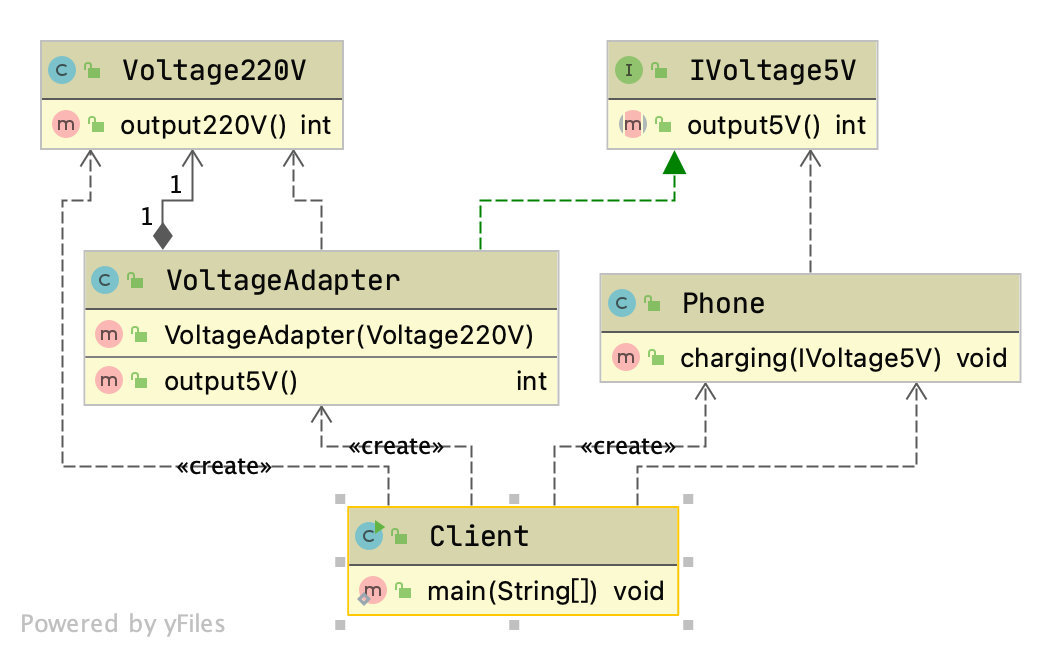 Voltage220V
output220V() int
IVoltage5V
output5V() int
1
1
VoltageAdapter
VoltageAdapter(Voltage220V)
output5V() int
Phone
charging(IVoltage5V) void
«create»
«create»
«create»
Client
main(String[]) void
Powered by yFiles